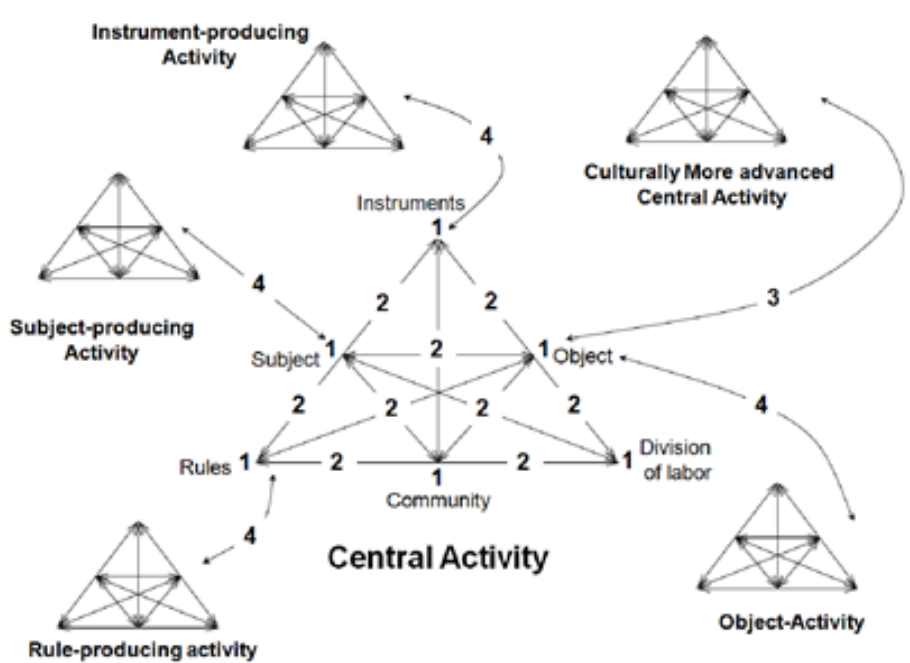 Instrument-producing
Activity
4
Culturally More advanced
Central Activity
Instruments
1
Subject-producing
Activity
4
3
2
2
Subject
1
2
1
Object
4
2
2
2
2
Rules
1
2
2
1
Division
of labor
1
Community
4
Central Activity
Rule-producing activity
Object-Activity